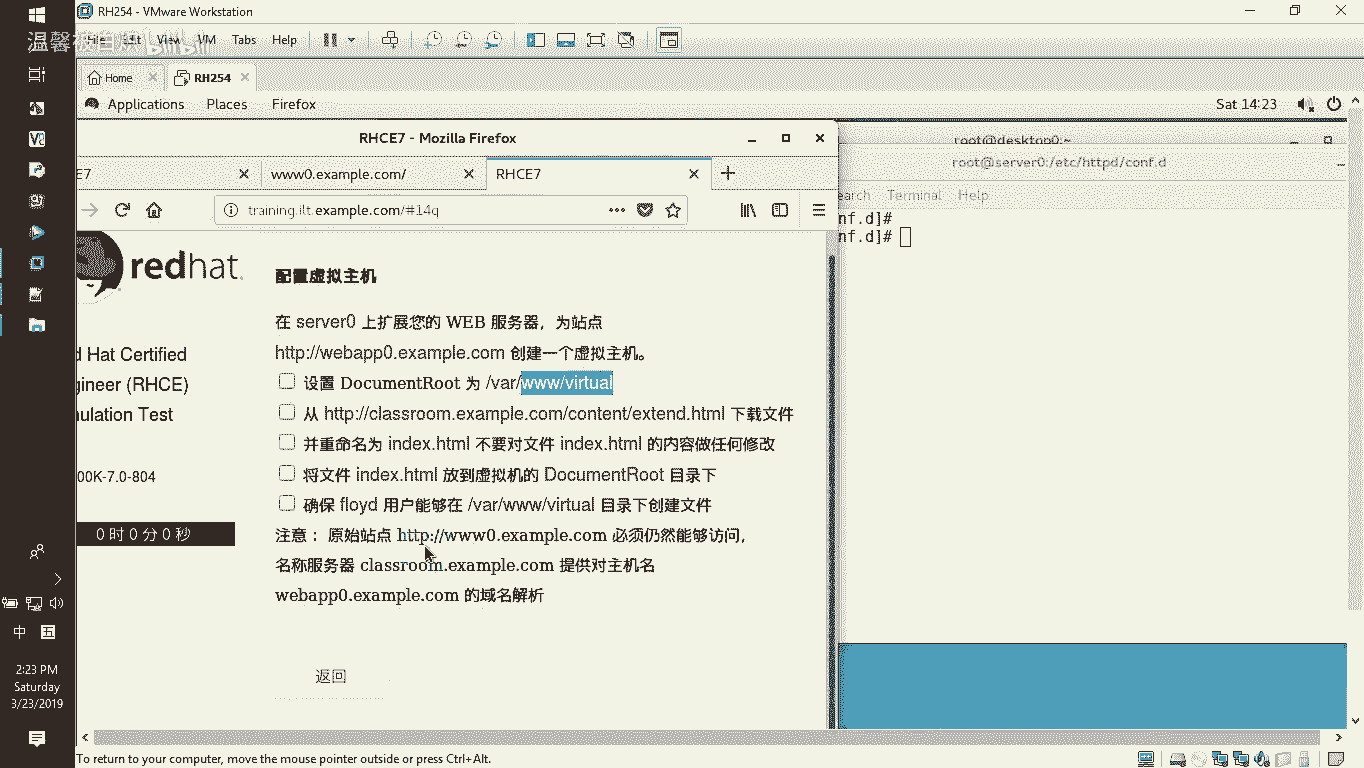 RH254 - VMware Workstation
温馨
bilibili
View VM Tabs Help
Home
RH254
Applications Places Firefox
Sat 14:23
RHCE7 - Mozilla Firefox
root@desktop0:~
E7
www0.example.com/
RHCE7
root@server0:/etc/httpd/conf.d
training.ilt.example.com/#14q
earch Terminal Help
nf.d]#
nf.d]#
redhat.
d Hat Certified
gineer (RHCE)
ulation Test
00K-7.0-804
0 时 0 分 0 秒
配置虚拟主机
在 server0 上扩展您的 WEB 服务器，为站点
http://webapp0.example.com 创建一个虚拟主机。
设置 DocumentRoot 为 /var/www/virtual
从 http://classroom.example.com/content/extend.html 下载文件
并重命名为 index.html 不要对文件 index.html 的内容做任何修改
将文件 index.html 放到虚拟机的 DocumentRoot 目录下
确保 floyd 用户能够在 /var/www/virtual 目录下创建文件
注意： 原始站点 http://www0.example.com 必须仍然能够访问，
名称服务器 classroom.example.com 提供对主机名
webapp0.example.com 的域名解析
返回
中 五
2:23 PM
Saturday
3/23/2019
To return to your computer, move the mouse pointer outside or press Ctrl+Alt.